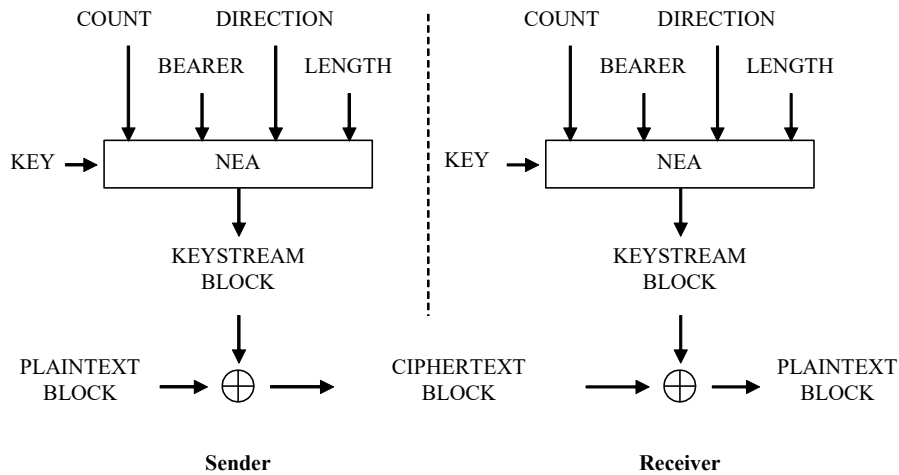 COUNT DIRECTION COUNT DIRECTION
BEARER LENGTH BEARER LENGTH
KEY NEA KEY NEA
KEYSTREAM KEYSTREAM
BLOCK BLOCK
PLAINTEXT CIPHERTEXT PLAINTEXT
BLOCK BLOCK BLOCK
Sender Receiver